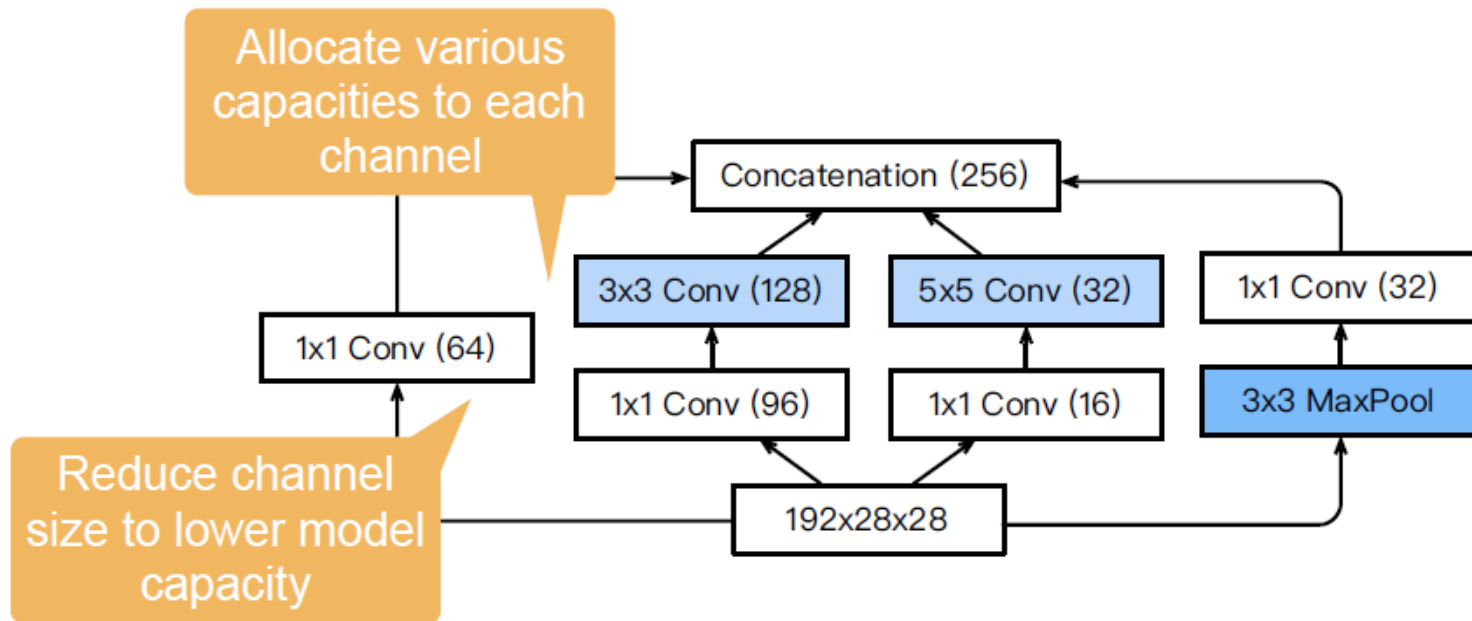 Allocate various
capacities to each
channel
Concatenation (256)
3x3 Conv (128)
5x5 Conv (32)
1x1 Conv (32)
1x1 Conv (64)
1x1 Conv (96)
1x1 Conv (16)
3x3 MaxPool
Reduce channel
size to lower model
capacity
192x28x28